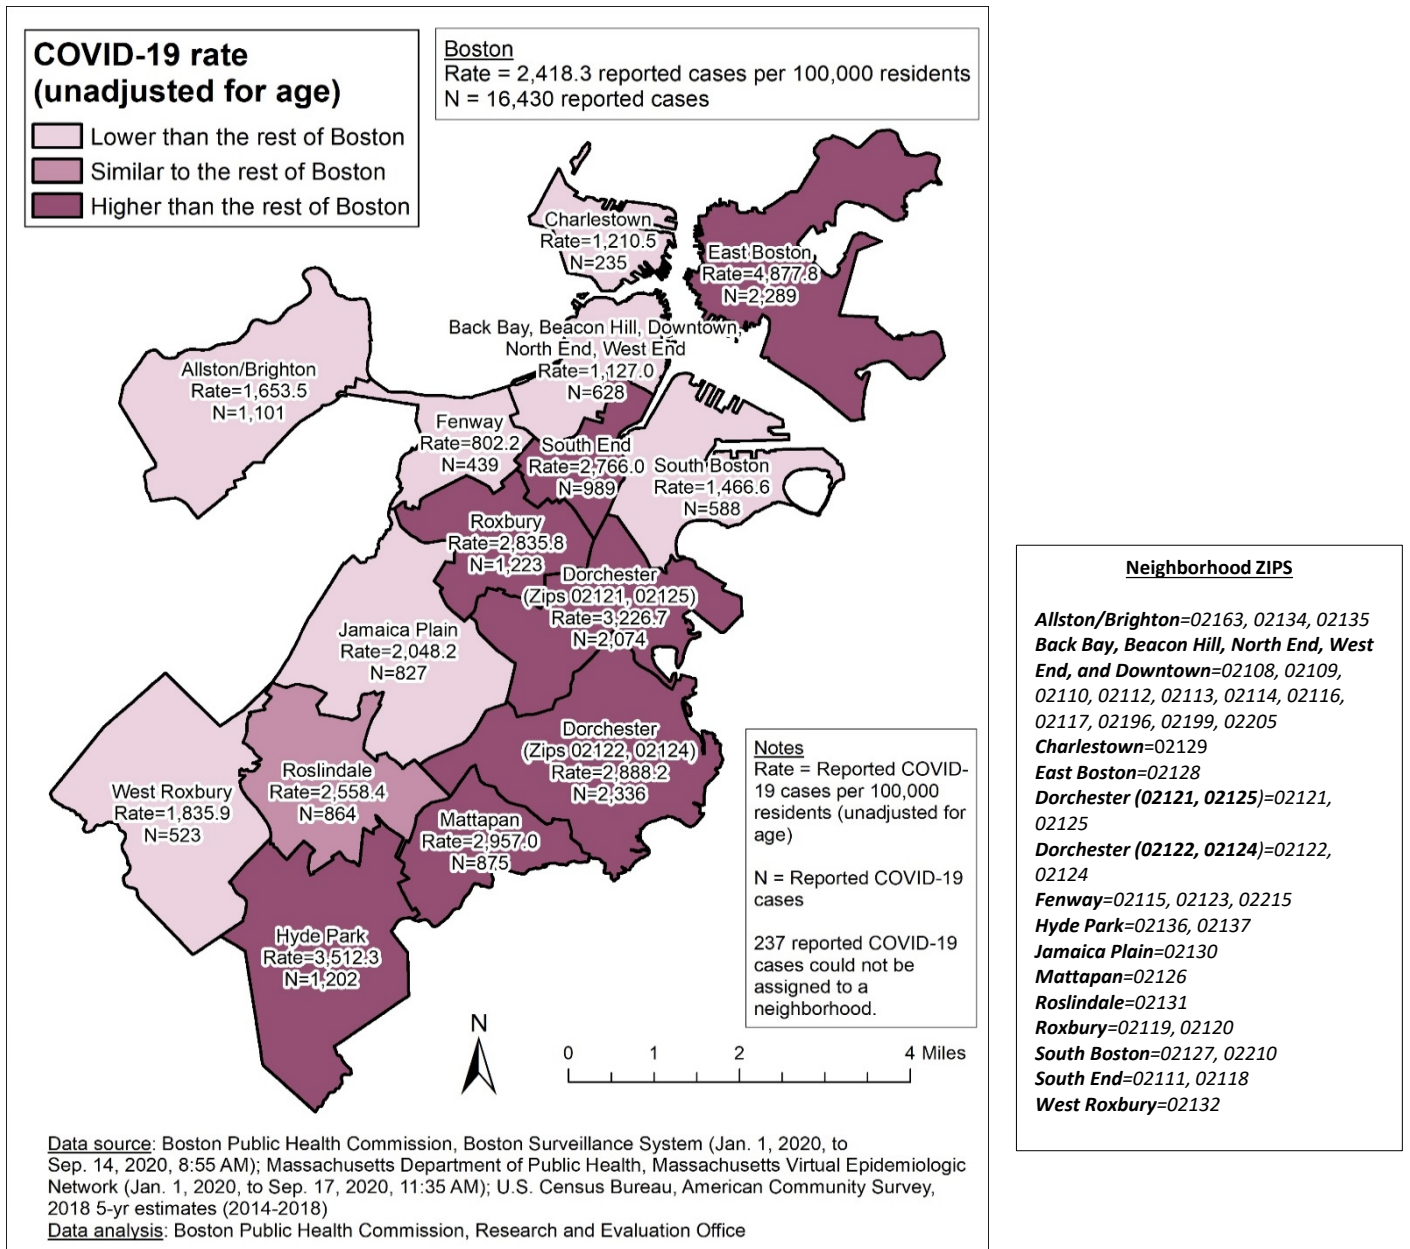 COVID-19 rate
(unadjusted for age)
Lower than the rest of Boston
Similar to the rest of Boston
Higher than the rest of Boston
Boston
Rate = 2,418.3 reported cases per 100,000 residents
N = 16,430 reported cases
Charlestown
Rate=1,210.5
N=235
East Boston
Rate=4,877.8
N=2,289
Back Bay, Beacon Hill, Downtown,
North End, West End
Rate=1,127.0
N=628
Allston/Brighton
Rate=1,653.5
N=1,101
Fenway
Rate=802.2
N=439
South End
Rate=2,766.0
N=989
South Boston
Rate=1,466.6
N=588
Roxbury
Rate=2,835.8
N=1,223
Dorchester
(Zips 02121, 02125)
Rate=3,226.7
N=2,074
Jamaica Plain
Rate=2,048.2
N=827
Dorchester
(Zips 02122, 02124)
Rate=2,888.2
N=2,336
Roslindale
Rate=2,558.4
N=864
West Roxbury
Rate=1,835.9
N=523
Mattapan
Rate=2,957.0
N=875
Hyde Park
Rate=3,512.3
N=1,202
Notes
Rate = Reported COVID-
19 cases per 100,000
residents (unadjusted for
age)
N = Reported COVID-19
cases
237 reported COVID-19
cases could not be
assigned to a
neighborhood.
N
0 1 2 4 Miles
Data source: Boston Public Health Commission, Boston Surveillance System (Jan. 1, 2020, to
Sep. 14, 2020, 8:55 AM); Massachusetts Department of Public Health, Massachusetts Virtual Epidemiologic
Network (Jan. 1, 2020, to Sep. 17, 2020, 11:35 AM); U.S. Census Bureau, American Community Survey,
2018 5-yr estimates (2014-2018)
Data analysis: Boston Public Health Commission, Research and Evaluation Office
Neighborhood ZIPS
Allston/Brighton=02163, 02134, 02135
Back Bay, Beacon Hill, North End, West
End, and Downtown=02108, 02109,
02110, 02112, 02113, 02114, 02116,
02117, 02196, 02199, 02205
Charlestown=02129
East Boston=02128
Dorchester (02121, 02125)=02121,
02125
Dorchester (02122, 02124)=02122,
02124
Fenway=02115, 02123, 02215
Hyde Park=02136, 02137
Jamaica Plain=02130
Mattapan=02126
Roslindale=02131
Roxbury=02119, 02120
South Boston=02127, 02210
South End=02111, 02118
West Roxbury=02132